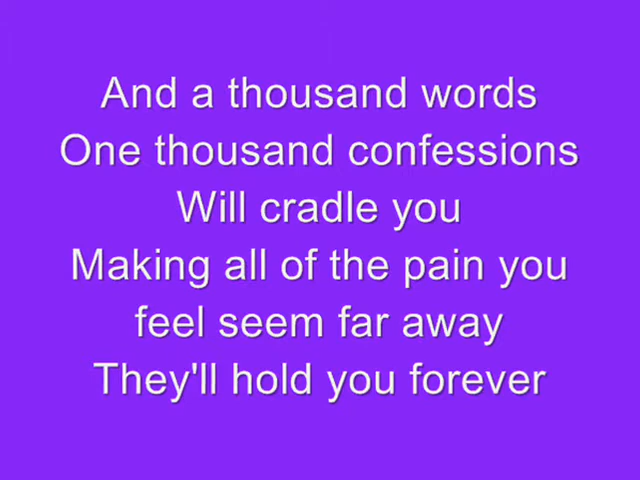 And a thousand words
One thousand confessions
Will cradle you
Making all of the pain you
feel seem far away
They'll hold you forever